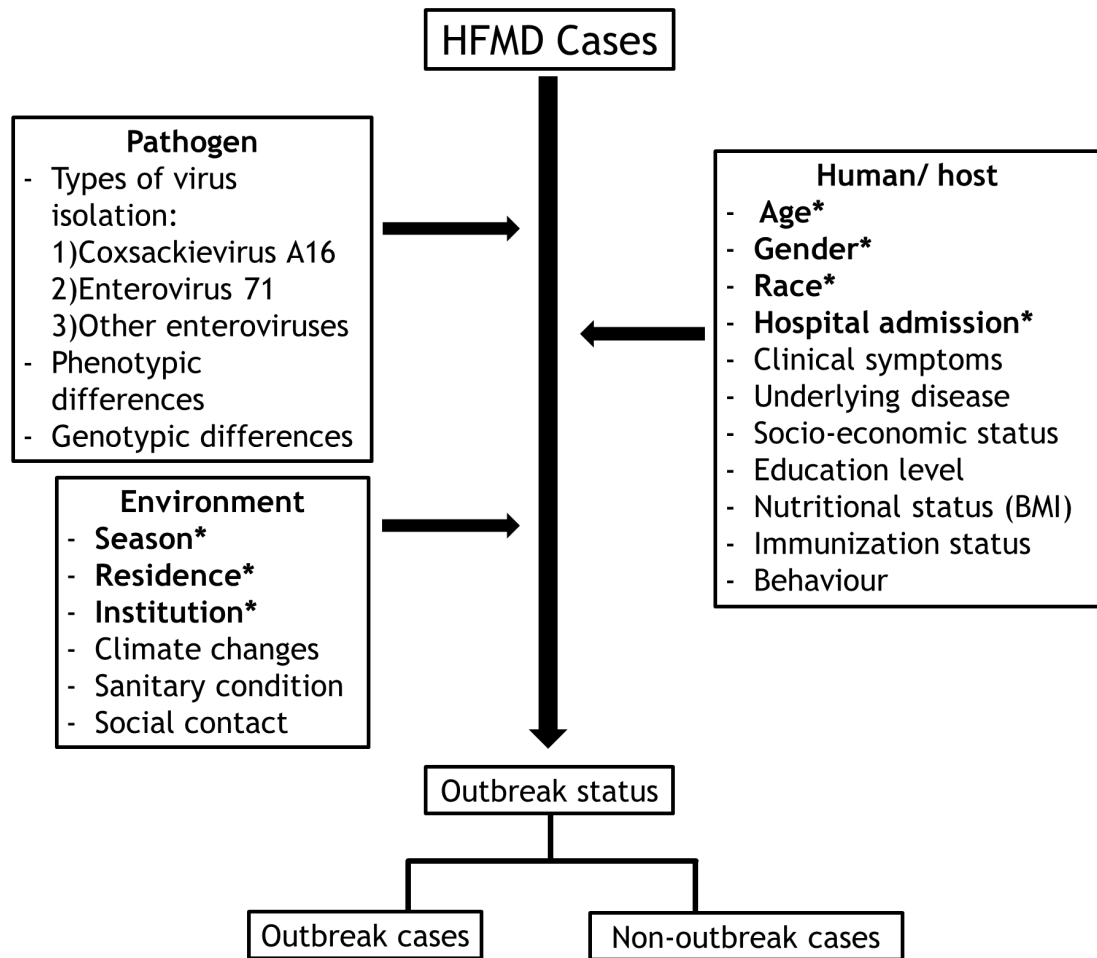 HFMD Cases
Pathogen
- Types of virus
isolation:
1)Coxsackievirus A16
2)Enterovirus 71
3)Other enteroviruses
- Phenotypic
differences
- Genotypic differences
Human/ host
- Age*
- Gender*
- Race*
- Hospital admission*
- Clinical symptoms
- Underlying disease
- Socio-economic status
- Education level
- Nutritional status (BMI)
- Immunization status
- Behaviour
Environment
- Season*
- Residence*
- Institution*
- Climate changes
- Sanitary condition
- Social contact
Outbreak status
Outbreak cases
Non-outbreak cases